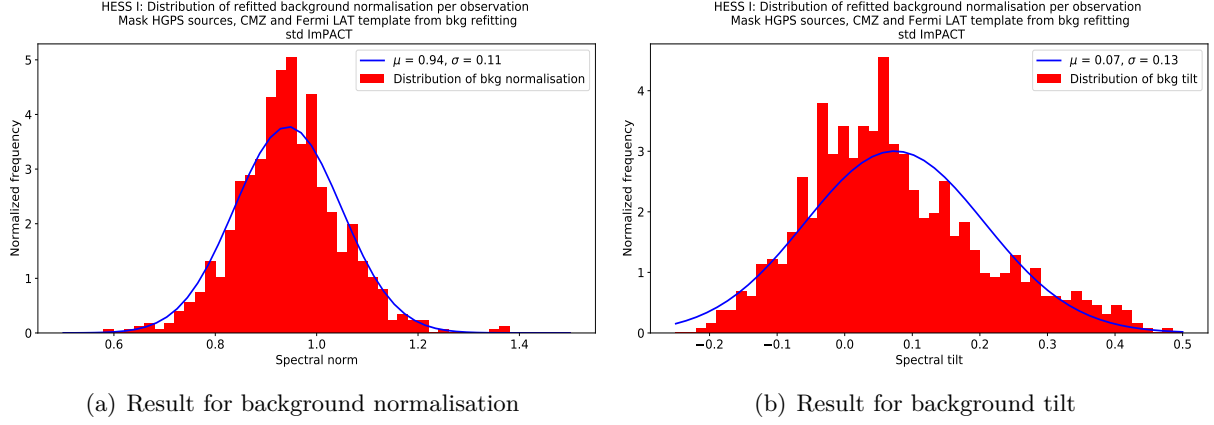 HESS I: Distribution of refitted background normalisation per observation
Mask HGPS sources, CMZ and Fermi LAT template from bkg refitting
std ImPACT
μ = 0.94, σ = 0.11
Distribution of bkg normalisation
Normalized frequency
5
4
3
2
1
0
0.6 0.8 1.0 1.2 1.4
Spectral norm
(a) Result for background normalisation
HESS I: Distribution of refitted background normalisation per observation
Mask HGPS sources, CMZ and Fermi LAT template from bkg refitting
std ImPACT
μ = 0.07, σ = 0.13
Distribution of bkg tilt
Normalized frequency
4
3
2
1
0
−0.2 −0.1 0.0 0.1 0.2 0.3 0.4 0.5
Spectral tilt
(b) Result for background tilt